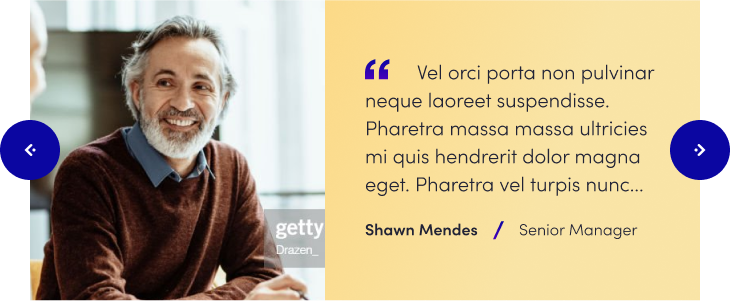 “ Vel orci porta non pulvinar
neque laoreet suspendisse.
Pharetra massa massa ultricies
mi quis hendrerit dolor magna
eget. Pharetra vel turpis nunc...
Shawn Mendes / Senior Manager
getty
Drazen_